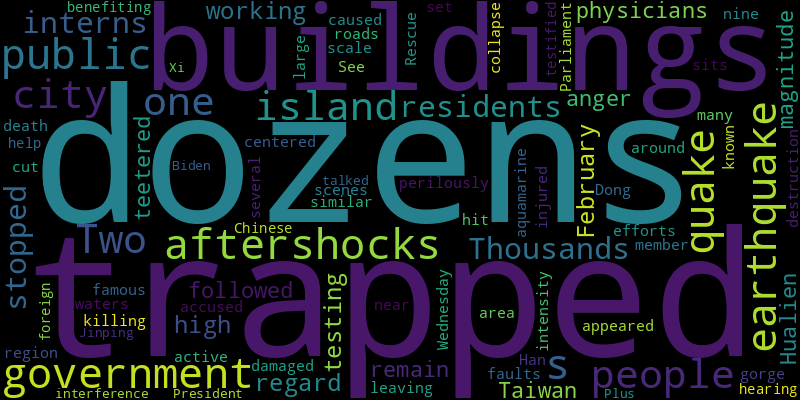 benefiting
interns
working
caused
set
physicians
nine
public
buildings
roads
scale
Rescue
collapse
testified
Parliament
large
Xi
See
sits
magnitude
city
one
island
residents
anger
many
death
help
cut
teetered
dozens
centered
Biden
several
talked
scenes
similar
perilously
aquamarine
injured
February
Dong
around
quake
known
earthquake
destruction
stopped
Two
aftershocks
Chinese
hit
Thousands
efforts
member
trapped
foreign
famous
waters
killing
Jinping
followed
accused
high
testing
near
Wednesday
area
intensity
appeared
Hualien
region
government
active
damaged
regard
remain
leaving
Han
s
faults
Taiwan
people
Plus
gorge
hearing
interference
President